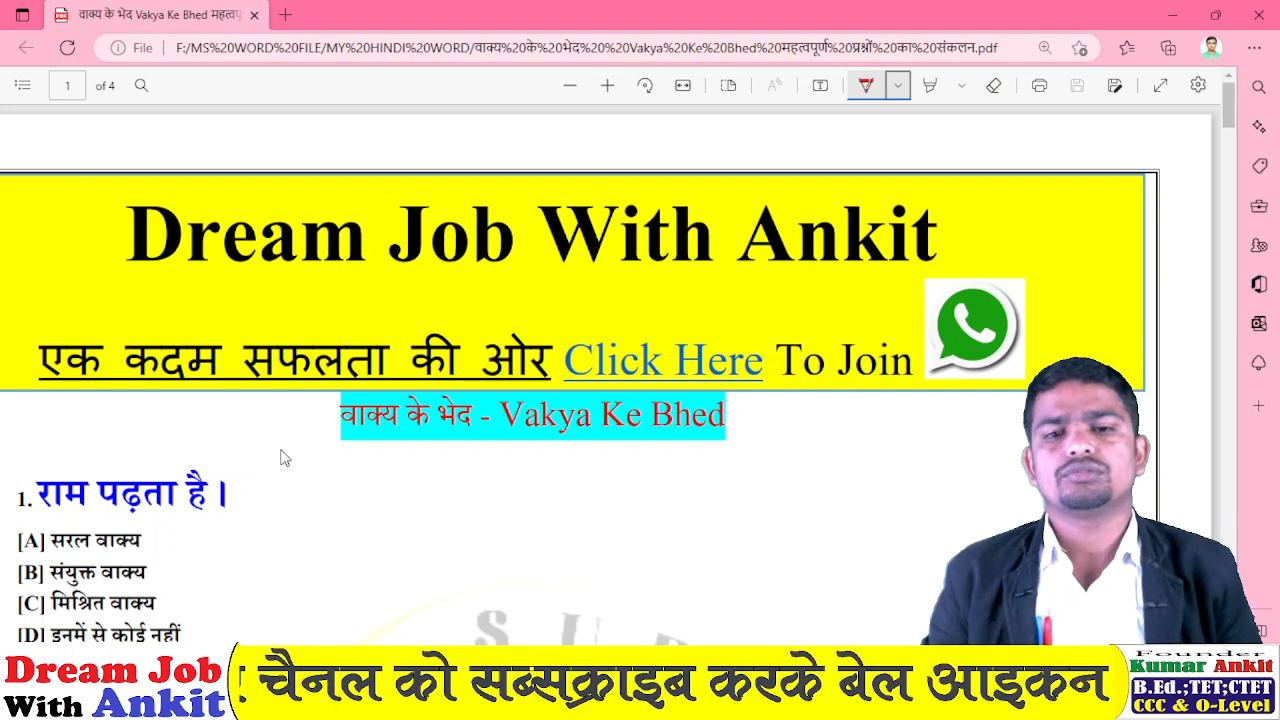 वाक्य के भेद Vakya Ke Bhed महत्वपू
File
F:/MS%20WORD%20FILE/MY%20HINDI%20WORD/वाक्य%20के%20भेद%20%20Vakya%20Ke%20Bhed%20महत्वपूर्ण%20प्रश्नों%20का%20संकलन.pdf
1 of 4
Dream Job With Ankit
एक कदम सफलता की ओर Click Here To Join
वाक्य के भेद - Vakya Ke Bhed
1. राम पढ़ता है।
[A] सरल वाक्य
[B] संयुक्त वाक्य
[C] मिश्रित वाक्य
[D] इनमें से कोई नहीं
Dream Job
With Ankit
चैनल को सब्सक्राइब करके बेल आइकन
Founder
Kumar Ankit
B.Ed.;TET;CTET
CCC & O-Level